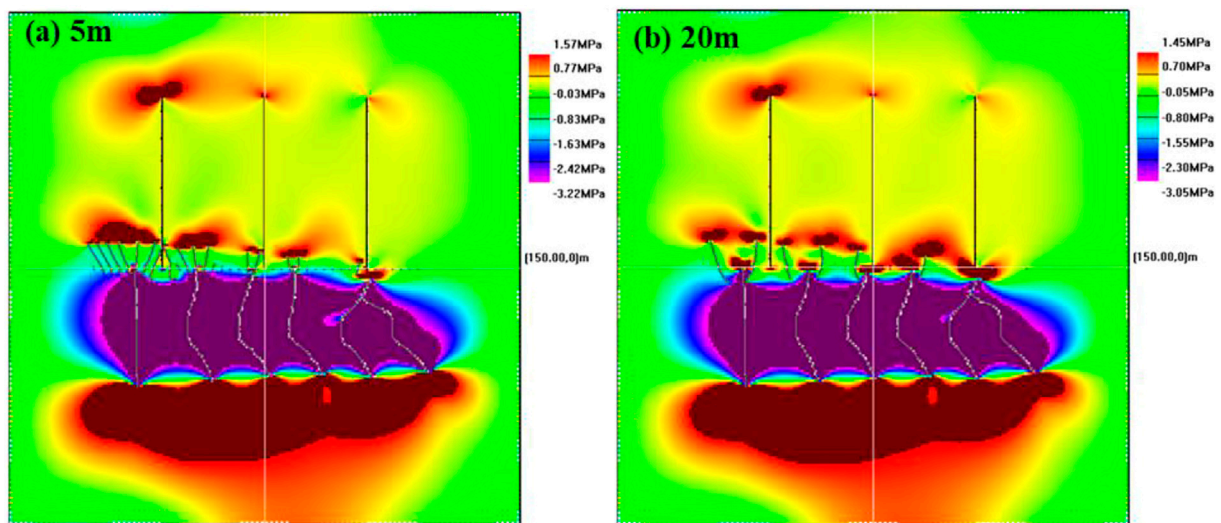 (a) 5m
1.57MPa
0.77MPa
-0.03MPa
-0.83MPa
-1.63MPa
-2.42MPa
-3.22MPa
[150.00,0]m
(b) 20m
1.45MPa
0.70MPa
-0.05MPa
-0.80MPa
-1.55MPa
-2.30MPa
-3.05MPa
[150.00,0]m